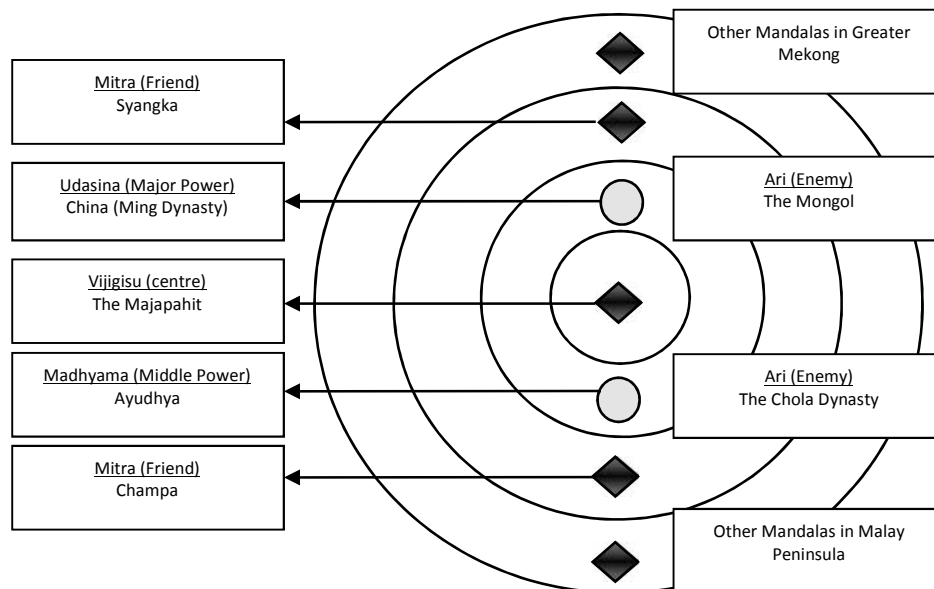 Mitra (Friend)
Syangka
Udasina (Major Power)
China (Ming Dynasty)
Vijigisu (centre)
The Majapahit
Madhyama (Middle Power)
Ayudhya
Mitra (Friend)
Champa
Other Mandalas in Greater
Mekong
Ari (Enemy)
The Mongol
Ari (Enemy)
The Chola Dynasty
Other Mandalas in Malay
Peninsula